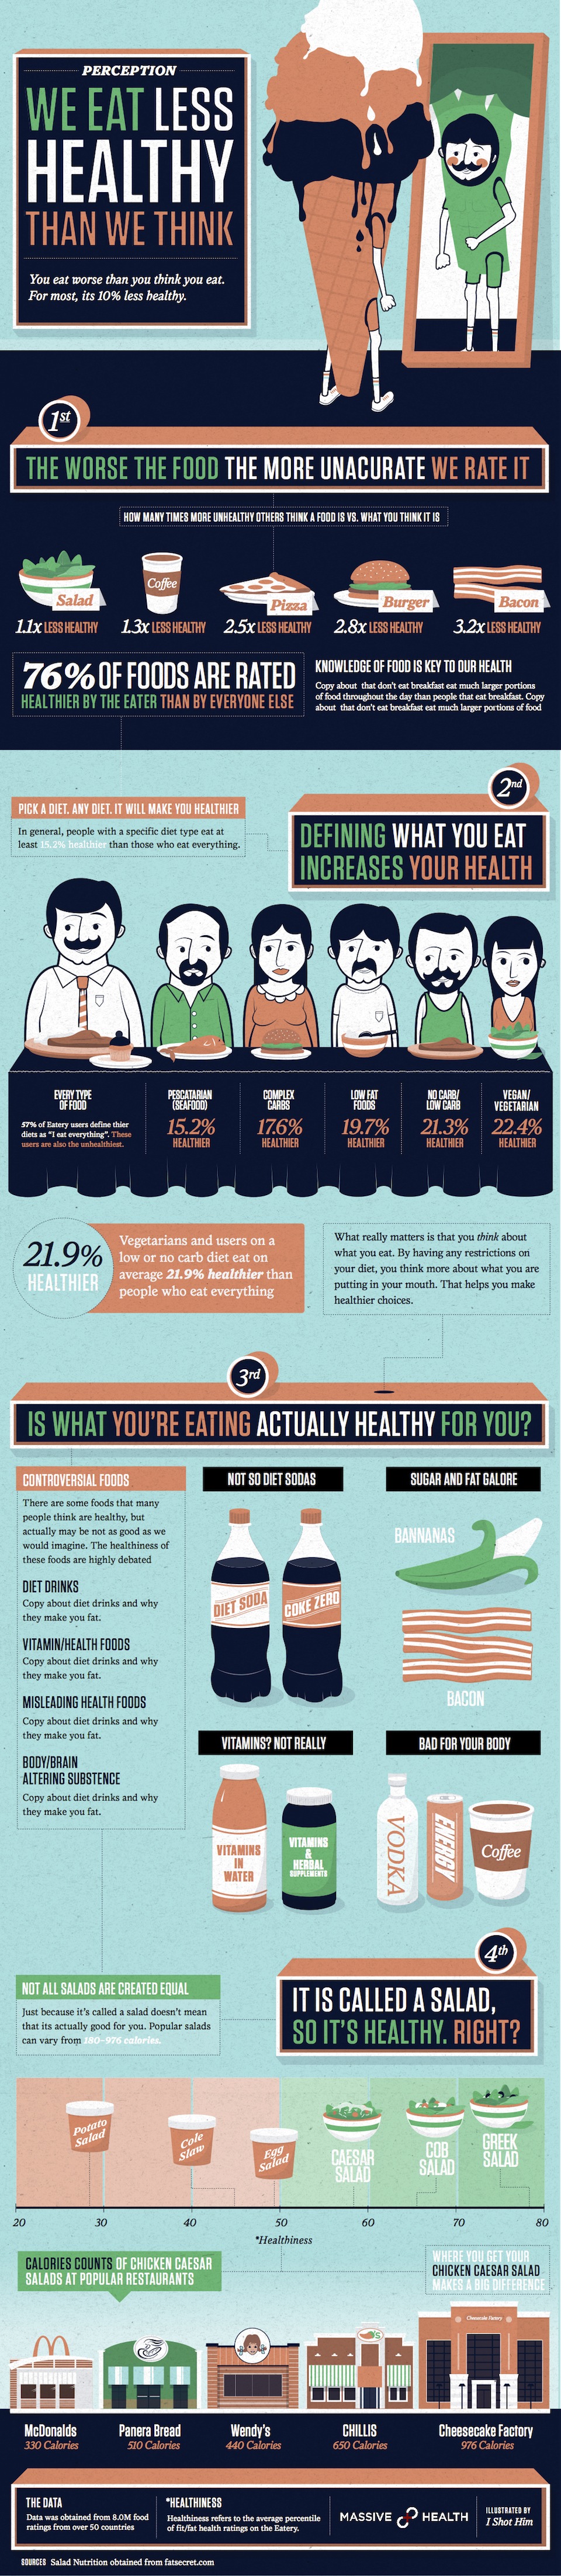 PERCEPTION
WE EAT LESS
HEALTHY
THAN WE THINK
You eat worse than you think you eat.
For most, its 10% less healthy.
1st
THE WORSE THE FOOD THE MORE UNACURATE WE RATE IT
HOW MANY TIMES MORE UNHEALTHY OTHERS THINK A FOOD IS VS. WHAT YOU THINK IT IS
Salad
Coffee
Pizza
Burger
Bacon
1.1x LESS HEALTHY
1.3x LESS HEALTHY
2.5x LESS HEALTHY
2.8x LESS HEALTHY
3.2x LESS HEALTHY
76% OF FOODS ARE RATED
HEALTHIER BY THE EATER THAN BY EVERYONE ELSE
KNOWLEDGE OF FOOD IS KEY TO OUR HEALTH
Copy about that don't eat breakfast eat much larger portions
of food throughout the day than people that eat breakfast. Copy
about that don't eat breakfast eat much larger portions of food
2nd
PICK A DIET. ANY DIET. IT WILL MAKE YOU HEALTHIER
In general, people with a specific diet type eat at
least 15.2% healthier than those who eat everything.
DEFINING WHAT YOU EAT
INCREASES YOUR HEALTH
EVERY TYPE
OF FOOD
57% of Eatery users define thier
diets as "I eat everything". These
users are also the unhealthiest.
PESCATARIAN
(SEAFOOD)
15.2%
HEALTHIER
COMPLEX
CARBS
17.6%
HEALTHIER
LOW FAT
FOODS
19.7%
HEALTHIER
NO CARB/
LOW CARB
21.3%
HEALTHIER
VEGAN/
VEGETARIAN
22.4%
HEALTHIER
21.9%
HEALTHIER
Vegetarians and users on a
low or no carb diet eat on
average 21.9% healthier than
people who eat everything
What really matters is that you think about
what you eat. By having any restrictions on
your diet, you think more about what you are
putting in your mouth. That helps you make
healthier choices.
3rd
IS WHAT YOU'RE EATING ACTUALLY HEALTHY FOR YOU?
CONTROVERSIAL FOODS
There are some foods that many
people think are healthy, but
actually may be not as good as we
would imagine. The healthiness of
these foods are highly debated
DIET DRINKS
Copy about diet drinks and why
they make you fat.
VITAMIN/HEALTH FOODS
Copy about diet drinks and why
they make you fat.
MISLEADING HEALTH FOODS
Copy about diet drinks and why
they make you fat.
BODY/BRAIN
ALTERING SUBSTENCE
Copy about diet drinks and why
they make you fat.
NOT SO DIET SODAS
DIET SODA
COKE ZERO
SUGAR AND FAT GALORE
BANNANAS
BACON
VITAMINS? NOT REALLY
VITAMINS
IN
WATER
VITAMINS
&
HERBAL
SUPPLEMENTS
BAD FOR YOUR BODY
VODKA
ENERGY
Coffee
4th
NOT ALL SALADS ARE CREATED EQUAL
Just because it's called a salad doesn't mean
that its actually good for you. Popular salads
can vary from 180-976 calories.
IT IS CALLED A SALAD,
SO IT'S HEALTHY. RIGHT?
Potato
Salad
Cole
Slaw
Egg
Salad
CAESAR
SALAD
COB
SALAD
GREEK
SALAD
20 30 40 50 60 70 80
*Healthiness
CALORIES COUNTS OF CHICKEN CAESAR
SALADS AT POPULAR RESTAURANTS
WHERE YOU GET YOUR
CHICKEN CAESAR SALAD
MAKES A BIG DIFFERENCE
Cheesecake Factory
McDonalds
330 Calories
Panera Bread
510 Calories
Wendy's
440 Calories
CHILLIS
650 Calories
Cheesecake Factory
976 Calories
THE DATA
Data was obtained from 8.0M food
ratings from over 50 countries
*HEALTHINESS
Healthiness refers to the average percentile
of fit/fat health ratings on the Eatery.
MASSIVE HEALTH
ILLUSTRATED BY
I Shot Him
SOURCES Salad Nutrition obtained from fatsecret.com